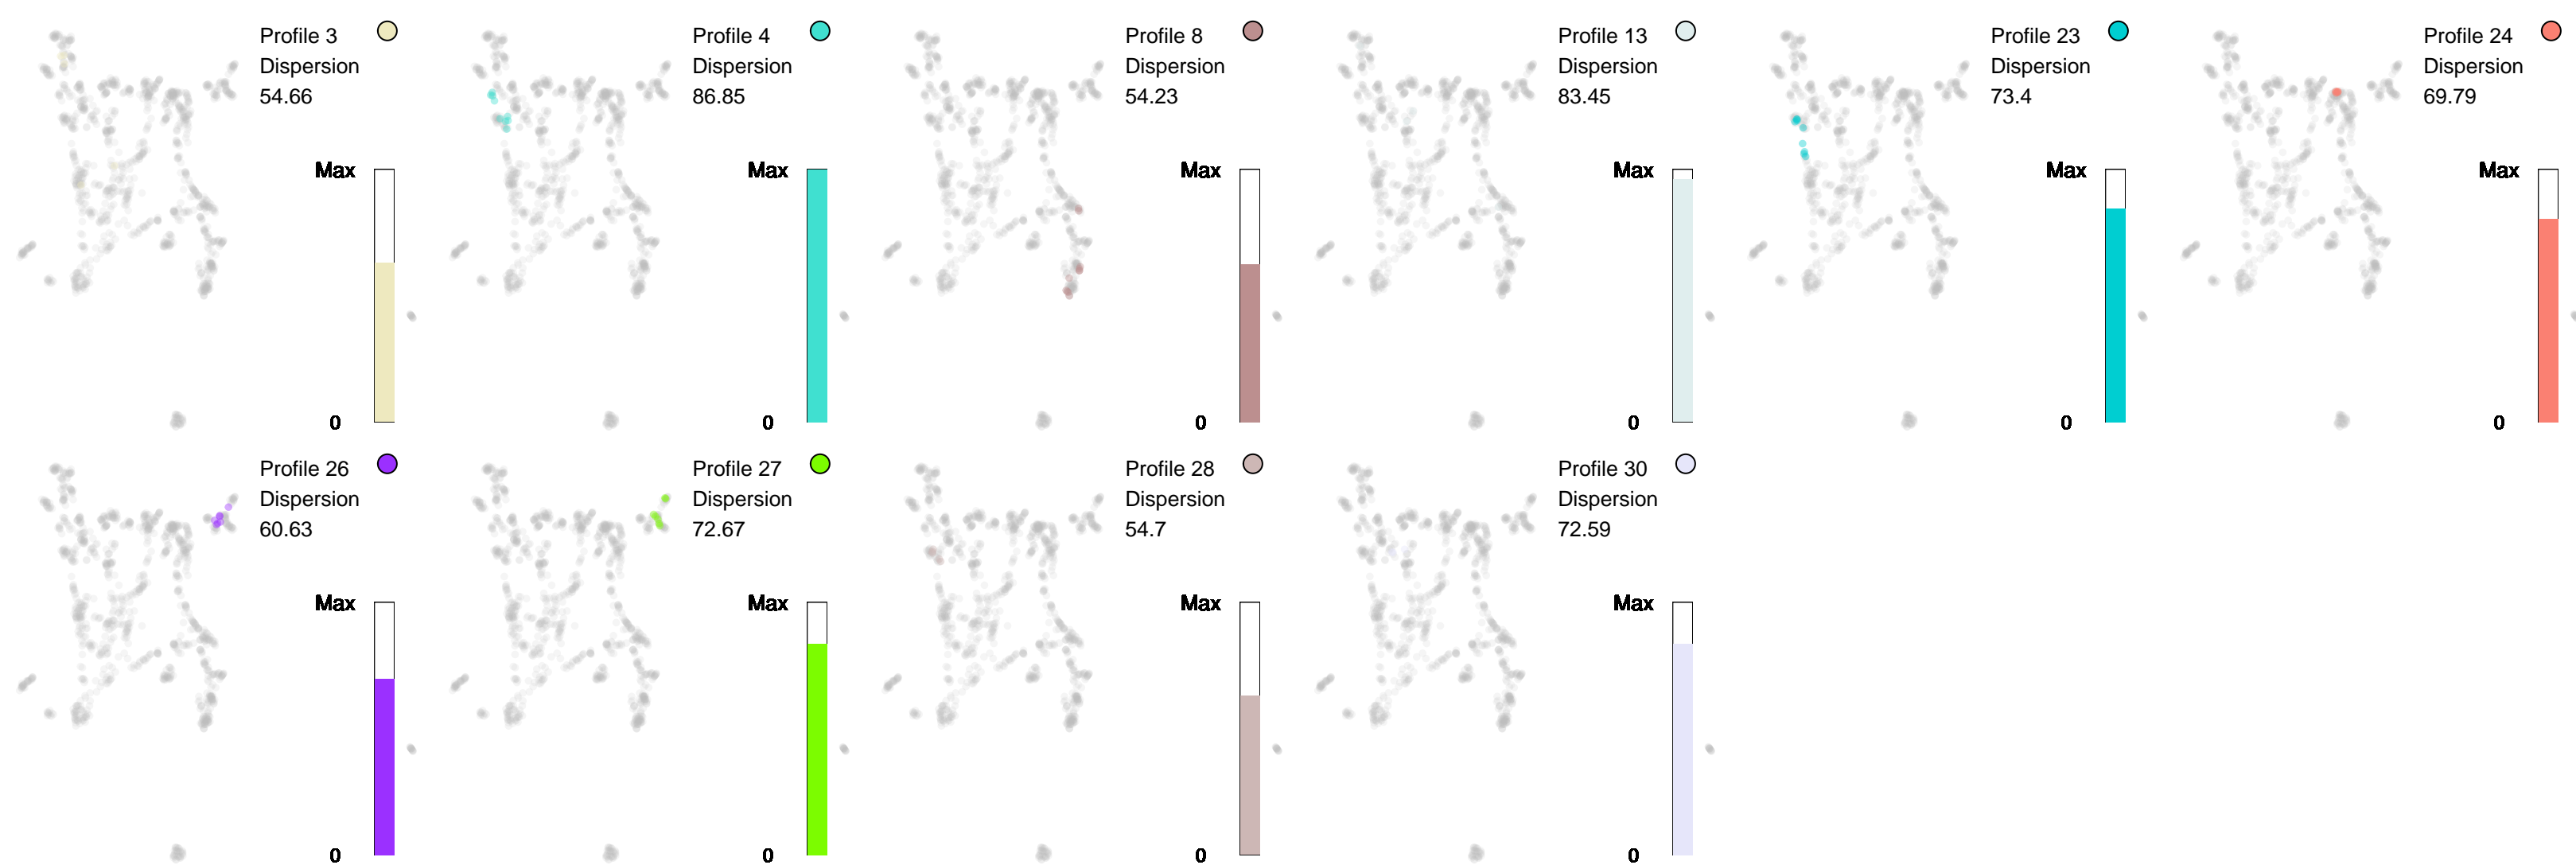 Profile 3
Dispersion
54.66
Max
0
Profile 4
Dispersion
86.85
Max
0
Profile 8
Dispersion
54.23
Max
0
Profile 13
Dispersion
83.45
Max
0
Profile 23
Dispersion
73.4
Max
0
Profile 24
Dispersion
69.79
Max
0
Profile 26
Dispersion
60.63
Max
0
Profile 27
Dispersion
72.67
Max
0
Profile 28
Dispersion
54.7
Max
0
Profile 30
Dispersion
72.59
Max
0